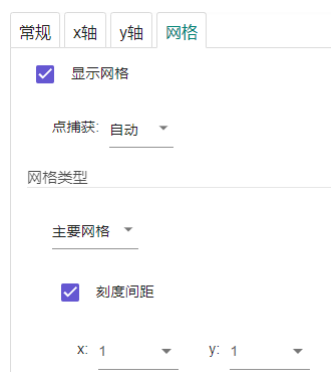 常规 x轴 y轴 网格
显示网格
点捕获: 自动
网格类型
主要网格
刻度间距
x: 1 y: 1